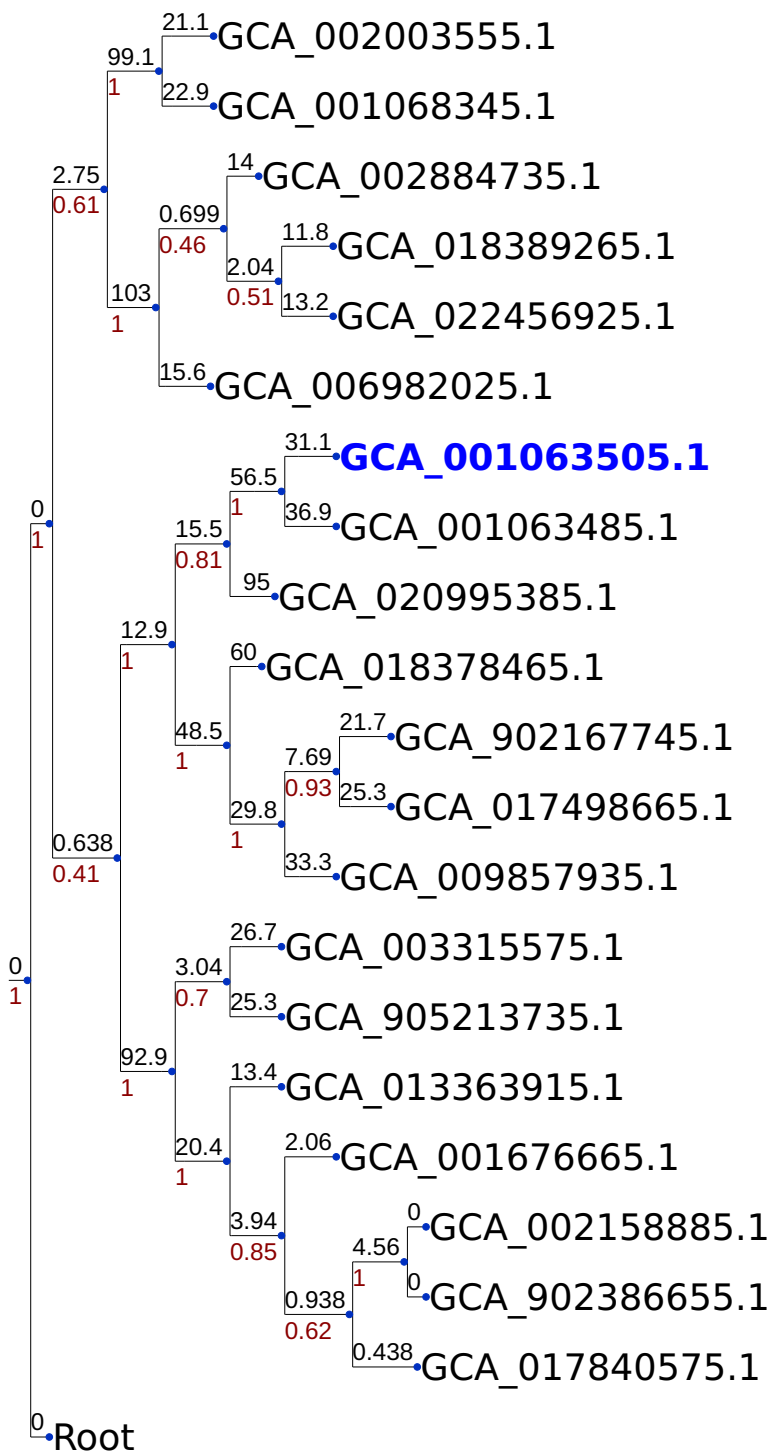 21.1
GCA_002003555.1
99.1
1
22.9
GCA_001068345.1
2.75
0.61
14
GCA_002884735.1
0.699
0.46
11.8
GCA_018389265.1
2.04
0.51
13.2
GCA_022456925.1
103
1
15.6
GCA_006982025.1
31.1
GCA_001063505.1
56.5
1
36.9
GCA_001063485.1
0
1
15.5
0.81
95
GCA_020995385.1
12.9
1
60
GCA_018378465.1
48.5
1
21.7
GCA_902167745.1
7.69
0.93
25.3
GCA_017498665.1
29.8
1
33.3
GCA_009857935.1
0.638
0.41
26.7
GCA_003315575.1
0
1
3.04
0.7
25.3
GCA_905213735.1
92.9
1
13.4
GCA_013363915.1
20.4
1
2.06
GCA_001676665.1
3.94
0.85
0
GCA_002158885.1
4.56
1
0
GCA_902386655.1
0.938
0.62
0.438
GCA_017840575.1
0
Root